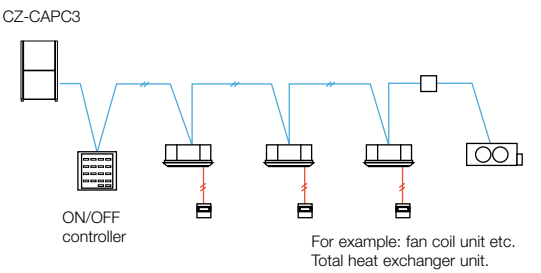 CZ-CAPC3
ON/OFF
controller
For example: fan coil unit etc.
Total heat exchanger unit.